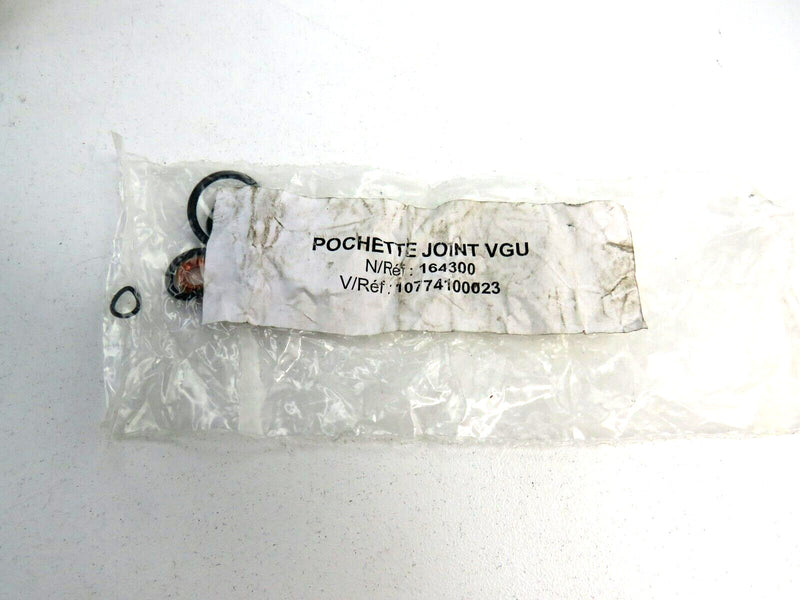 POCHETTE JOINT VGU
N/Réf : 164300
V/Réf : 10774100023